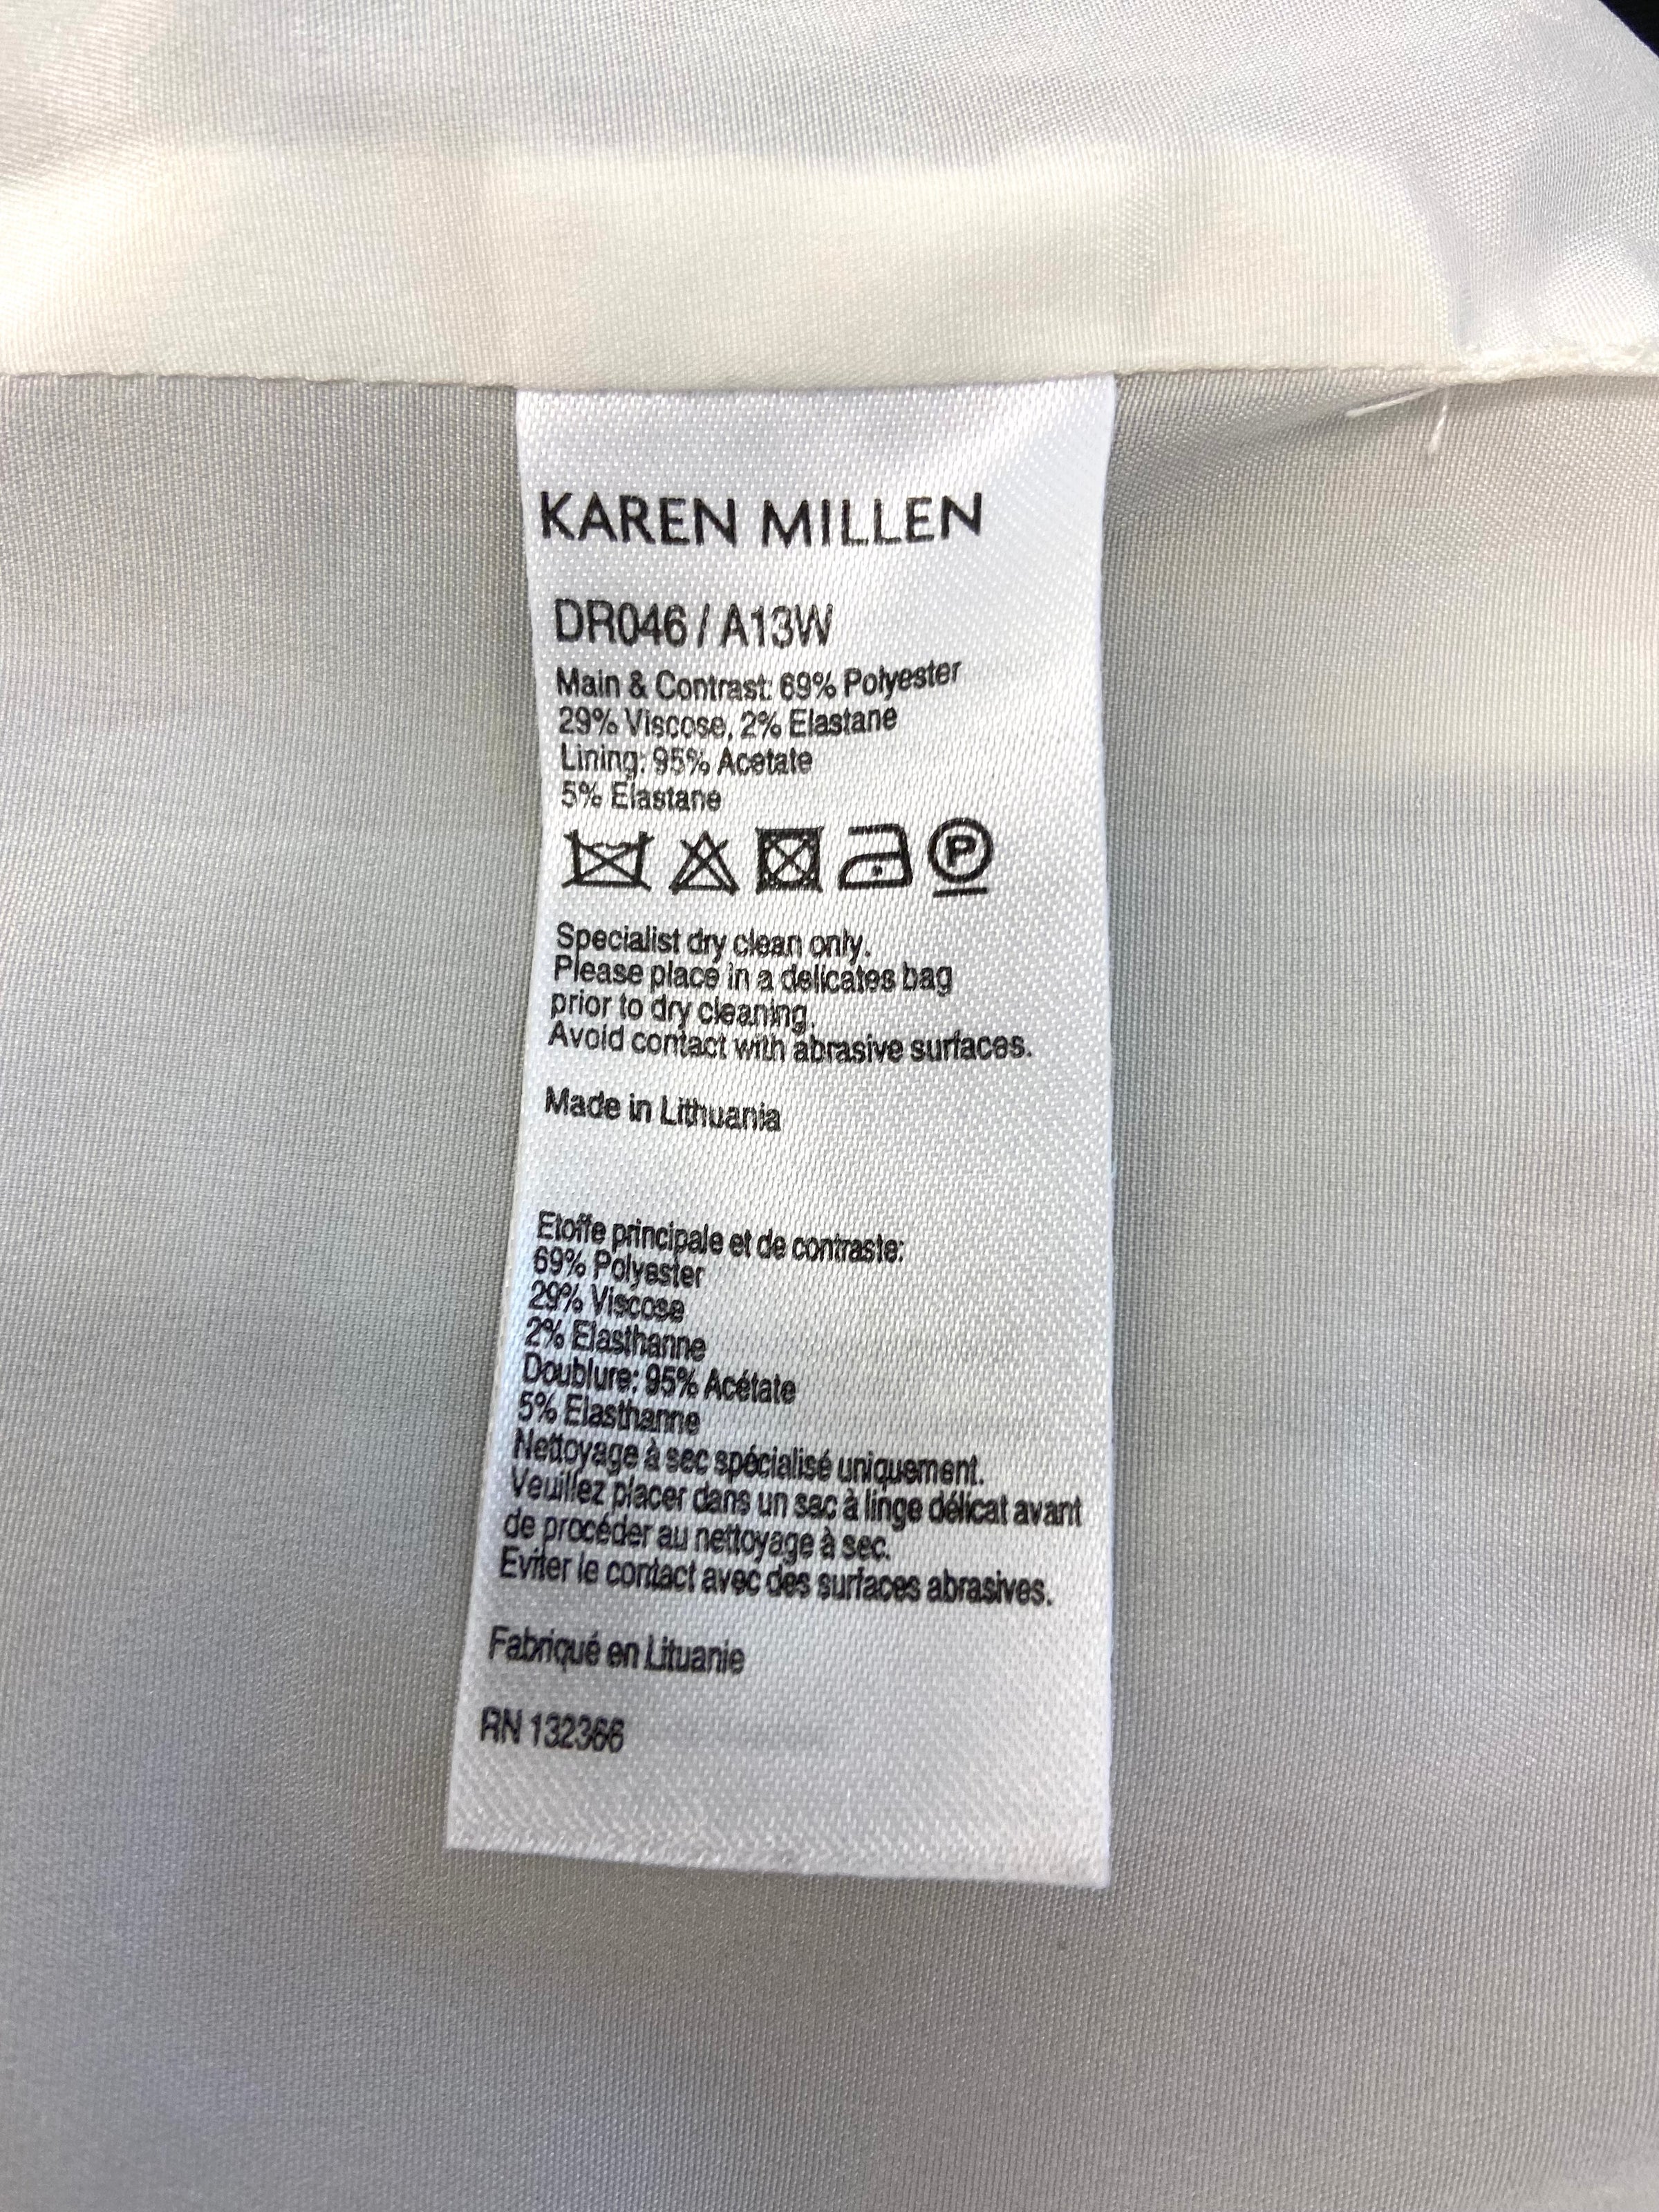 KAREN MILLEN
DR046 / A13W
Main & Contrast: 69% Polyester
29% Viscose, 2% Elastane
Lining: 95% Acetate
5% Elastane
P
Specialist dry clean only.
Please place in a delicates bag
prior to dry cleaning.
Avoid contact with abrasive surfaces.
Made in Lithuania
Etoffe principale et de contraste:
69% Polyester
29% Viscose
2% Elasthanne
Doublure: 95% Acétate
5% Elasthanne
Nettoyage à sec spécialisé uniquement.
Veuillez placer dans un sac à linge délicat avant
de procéder au nettoyage à sec.
Eviter le contact avec des surfaces abrasives.
Fabriqué en Lituanie
RN 132366